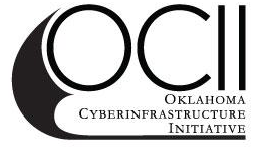 OCII
OKLAHOMA
CYBERINFRASTRUCTURE
INITIATIVE